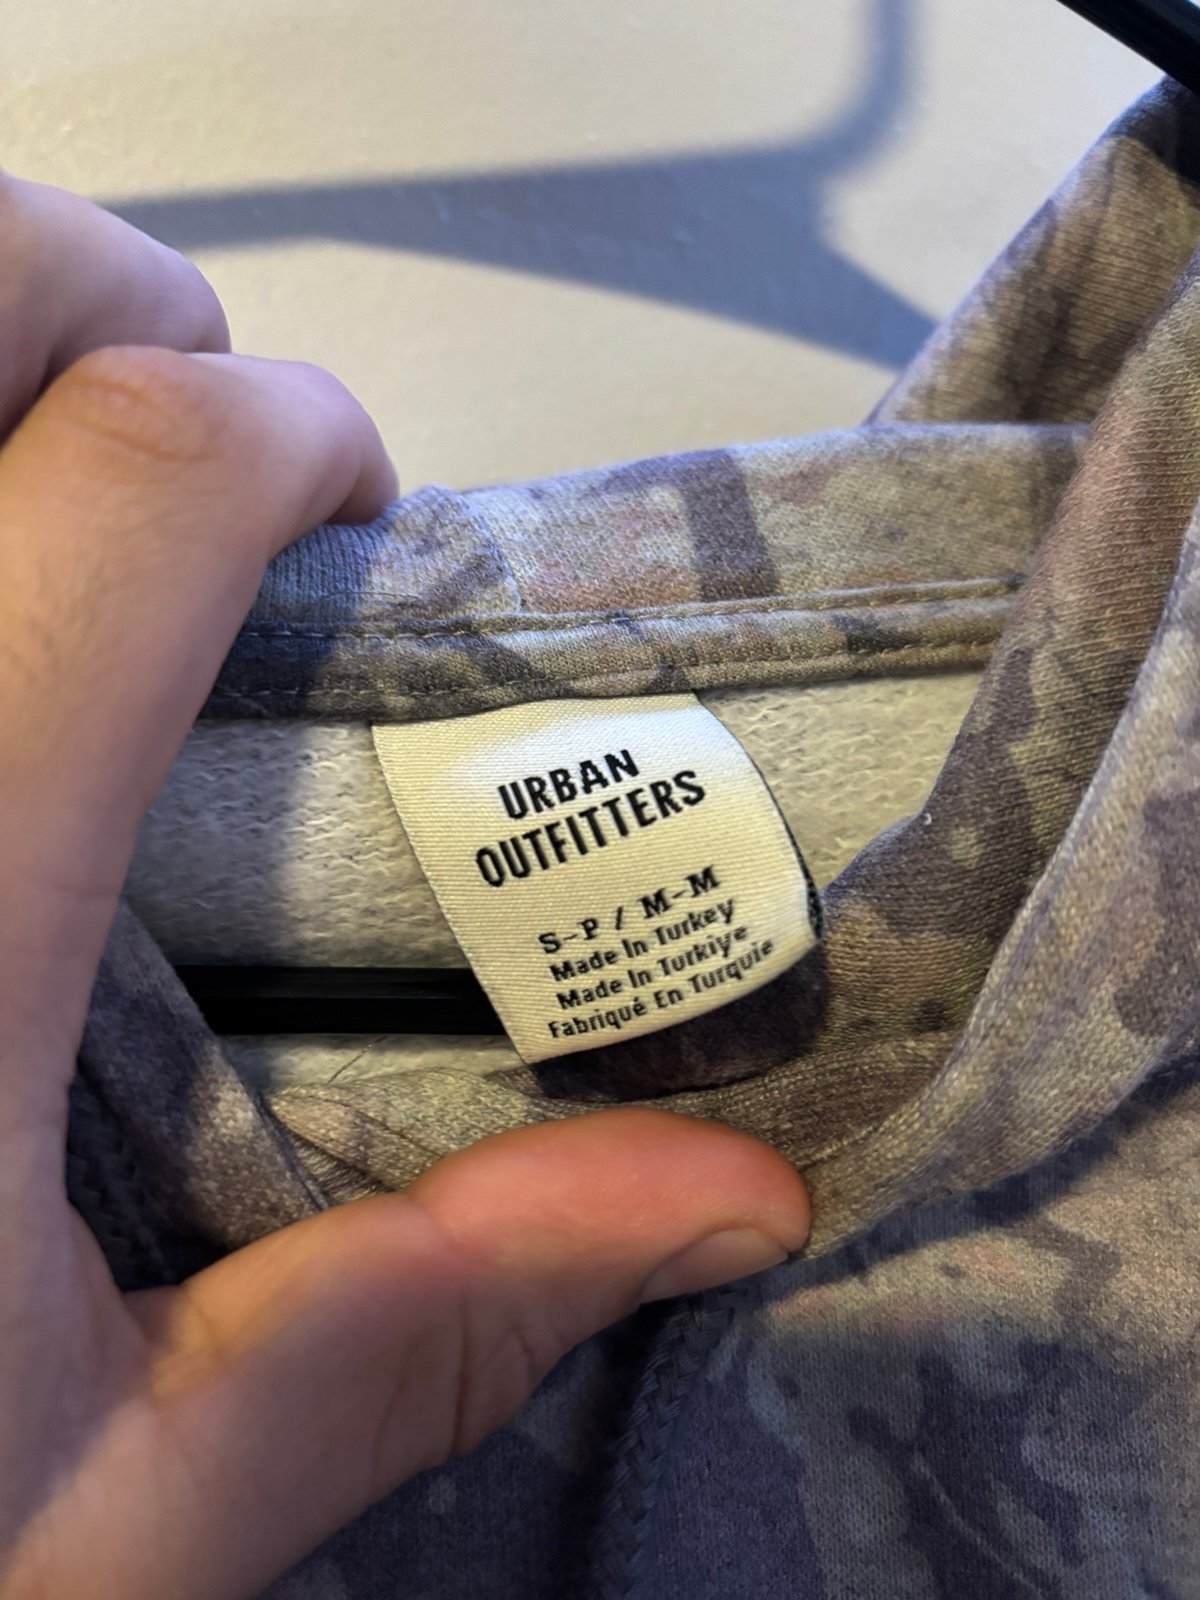 URBAN
OUTFITTERS
S-P / M-M
Made In Turkey
Made In Turkiye
Fabriqué En Turquie